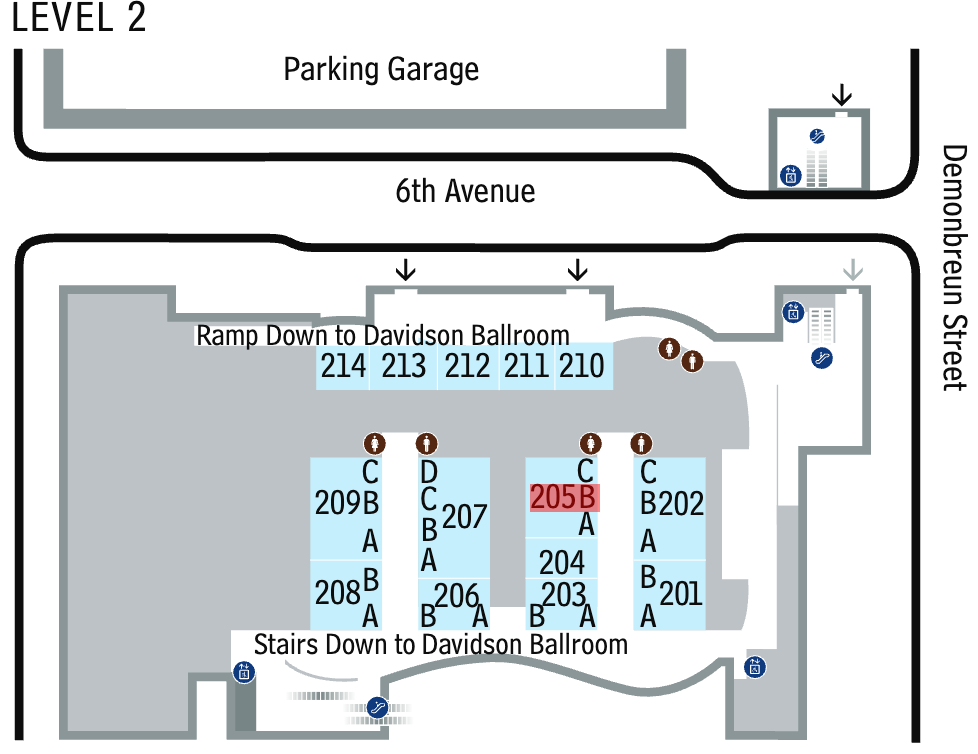 LEVEL 2
Parking Garage
6th Avenue
Demonbreun Street
Ramp Down to Davidson Ballroom
214 213 212 211 210
C
209 B
A
208 B
A
D
C
B 207
A
206
B A
C
205 B
A
204
203
B A
C
B 202
A
B
201
A
Stairs Down to Davidson Ballroom